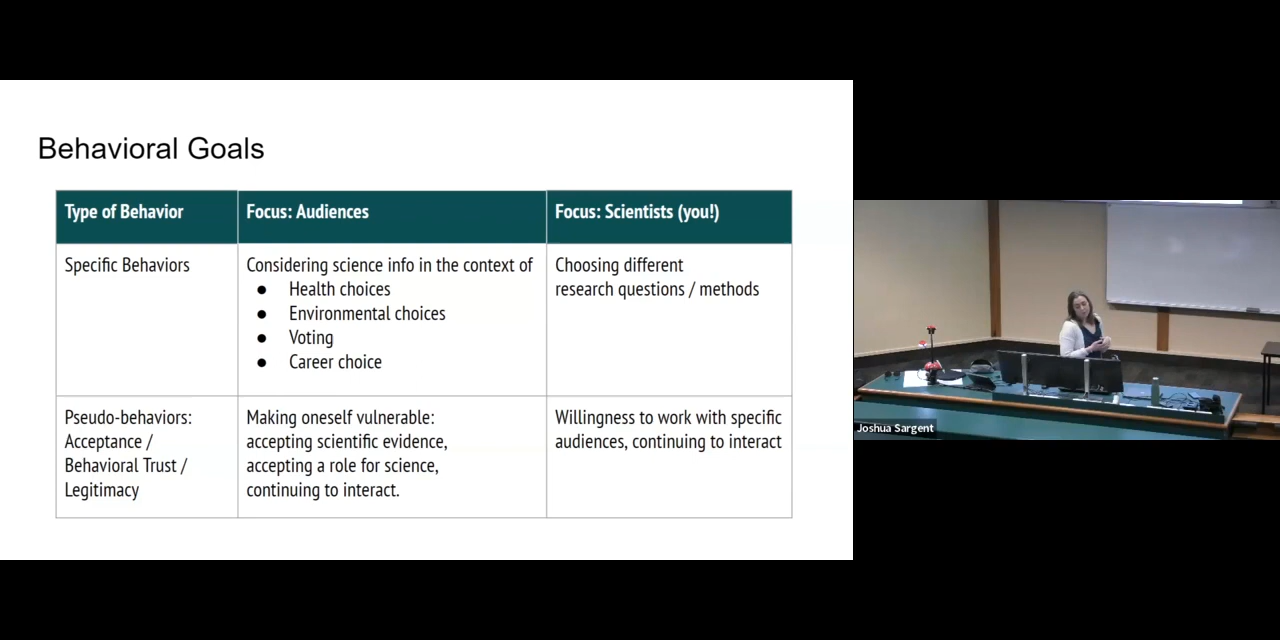 Behavioral Goals
Type of Behavior
Focus: Audiences
Focus: Scientists (you!)
Specific Behaviors
Considering science info in the context of
● Health choices
● Environmental choices
● Voting
● Career choice
Choosing different
research questions / methods
Pseudo-behaviors:
Acceptance /
Behavioral Trust /
Legitimacy
Making oneself vulnerable:
accepting scientific evidence,
accepting a role for science,
continuing to interact.
Willingness to work with specific
audiences, continuing to interact
Joshua Sargent